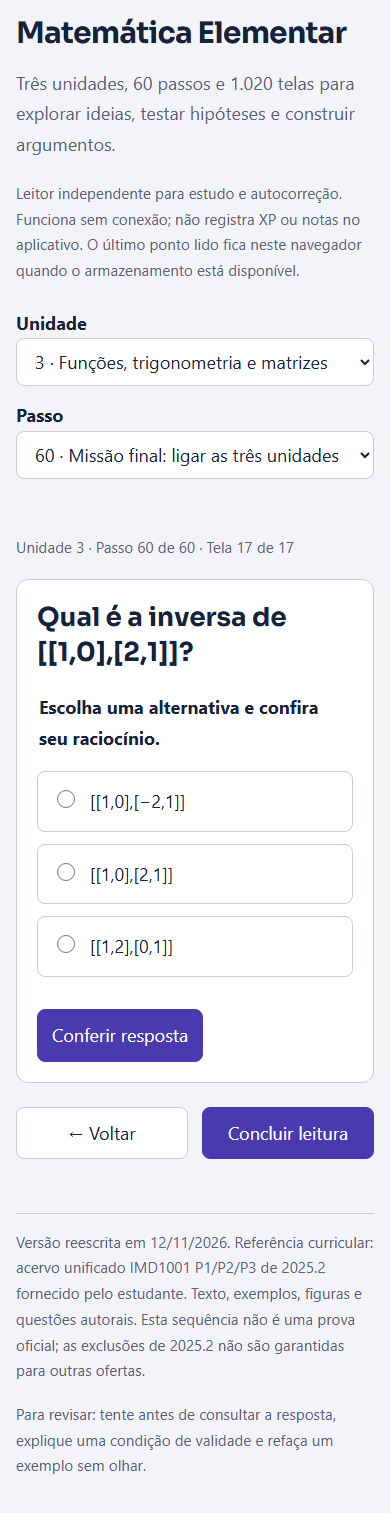 Matemática Elementar
Três unidades, 60 passos e 1.020 telas para
explorar ideias, testar hipóteses e construir
argumentos.
Leitor independente para estudo e autocorreção.
Funciona sem conexão; não registra XP ou notas no
aplicativo. O último ponto lido fica neste navegador
quando o armazenamento está disponível.
Unidade
3 · Funções, trigonometria e matrizes
Passo
60 · Missão final: ligar as três unidades
Unidade 3 · Passo 60 de 60 · Tela 17 de 17
Qual é a inversa de
[[1,0],[2,1]]?
Escolha uma alternativa e confira
seu raciocínio.
[[1,0],[−2,1]]
[[1,0],[2,1]]
[[1,2],[0,1]]
Conferir resposta
← Voltar
Concluir leitura
Versão reescrita em 12/11/2026. Referência curricular:
acervo unificado IMD1001 P1/P2/P3 de 2025.2
fornecido pelo estudante. Texto, exemplos, figuras e
questões autorais. Esta sequência não é uma prova
oficial; as exclusões de 2025.2 não são garantidas
para outras ofertas.
Para revisar: tente antes de consultar a resposta,
explique uma condição de validade e refaça um
exemplo sem olhar.